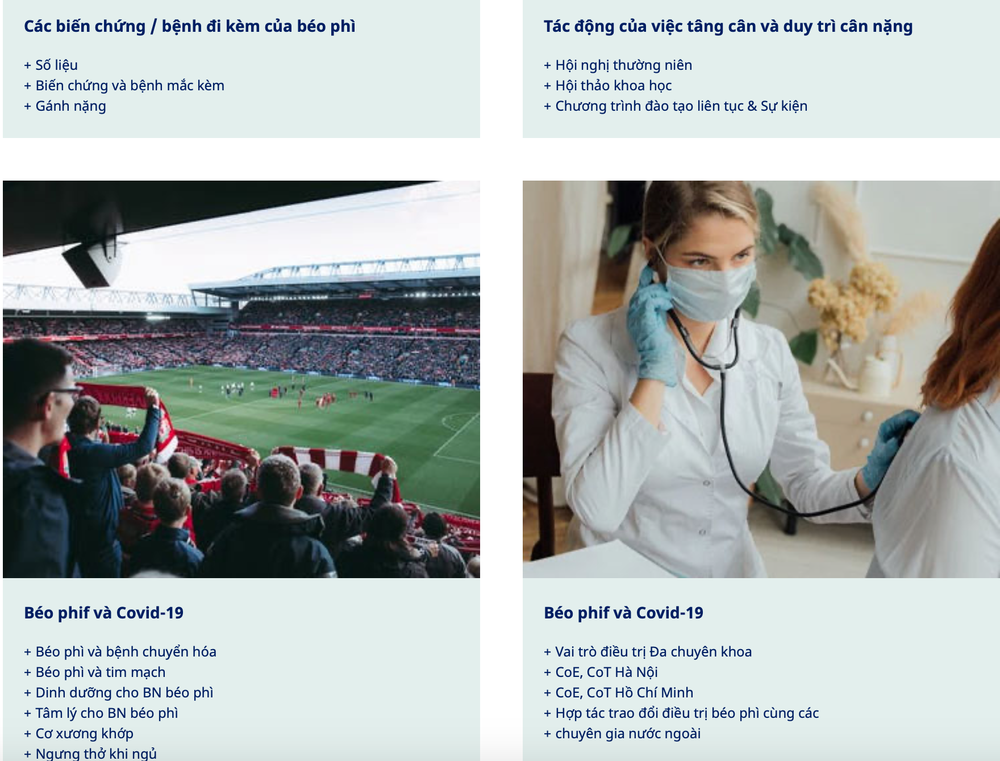 Các biến chứng / bệnh đi kèm của béo phì
+ Số liệu
+ Biến chứng và bệnh mắc kèm
+ Gánh nặng
Tác động của việc tâng cân và duy trì cân nặng
+ Hội nghị thường niên
+ Hội thảo khoa học
+ Chương trình đào tạo liên tục & Sự kiện
Béo phif và Covid-19
+ Béo phì và bệnh chuyển hóa
+ Béo phì và tim mạch
+ Dinh dưỡng cho BN béo phì
+ Tâm lý cho BN béo phì
+ Cơ xương khớp
+ Ngưng thở khi ngủ
Béo phif và Covid-19
+ Vai trò điều trị Đa chuyên khoa
+ CoE, CoT Hà Nội
+ CoE, CoT Hồ Chí Minh
+ Hợp tác trao đổi điều trị béo phì cùng các
+ chuyên gia nước ngoài